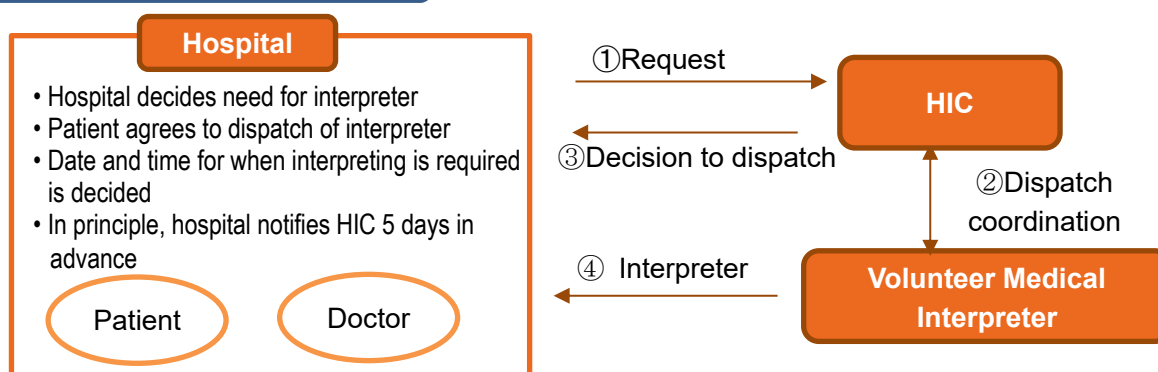 Hospital
• Hospital decides need for interpreter
• Patient agrees to dispatch of interpreter
• Date and time for when interpreting is required
is decided
• In principle, hospital notifies HIC 5 days in
advance
Patient
Doctor
①Request
③Decision to dispatch
④ Interpreter
HIC
②Dispatch
coordination
Volunteer Medical
Interpreter